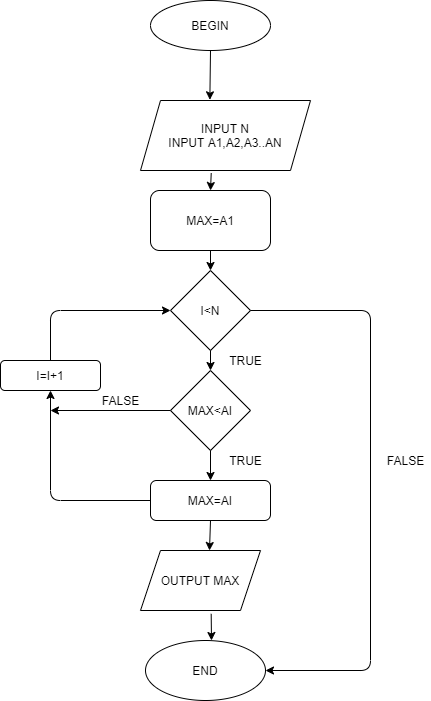 BEGIN
INPUT N
INPUT A1,A2,A3..AN
MAX=A1
I<N
TRUE
I=I+1
FALSE
MAX<AI
TRUE
FALSE
MAX=AI
OUTPUT MAX
END